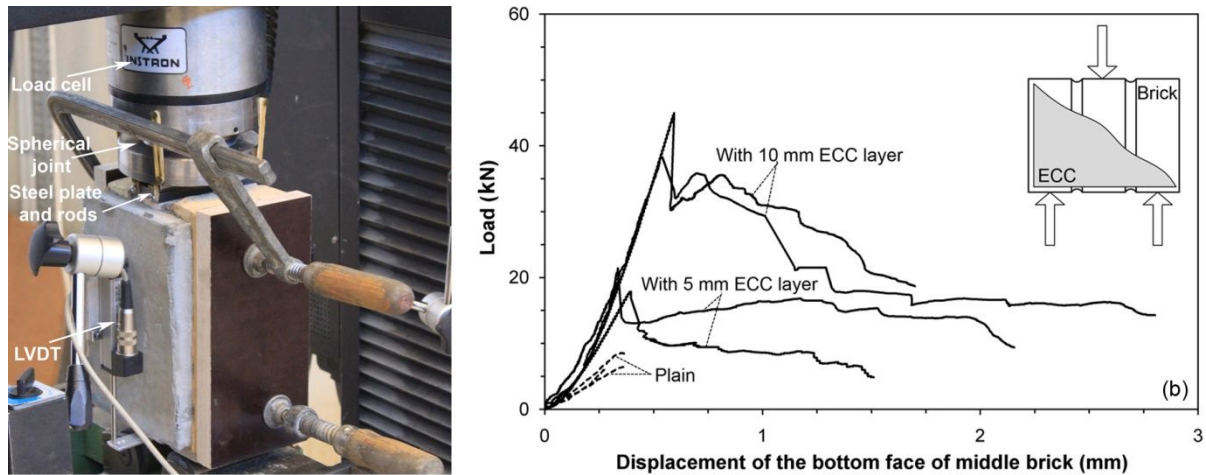 INSTRON
Load cell
Spherical
joint
Steel plate
and rods
LVDT
60
40
20
0
Load (kN)
0
1
2
3
Displacement of the bottom face of middle brick (mm)
With 10 mm ECC layer
With 5 mm ECC layer
Plain
Brick
ECC
(b)